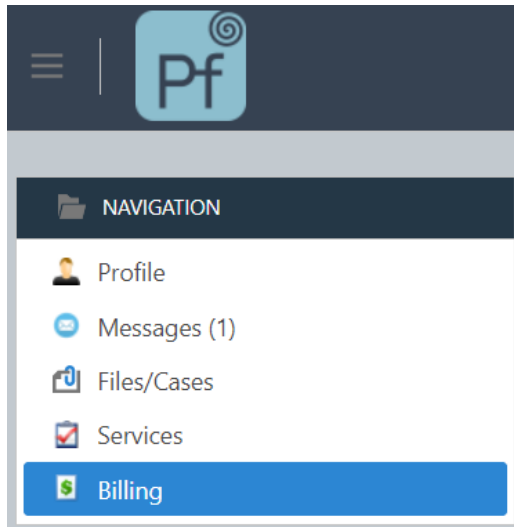 Pf
NAVIGATION
Profile
Messages (1)
Files/Cases
Services
Billing